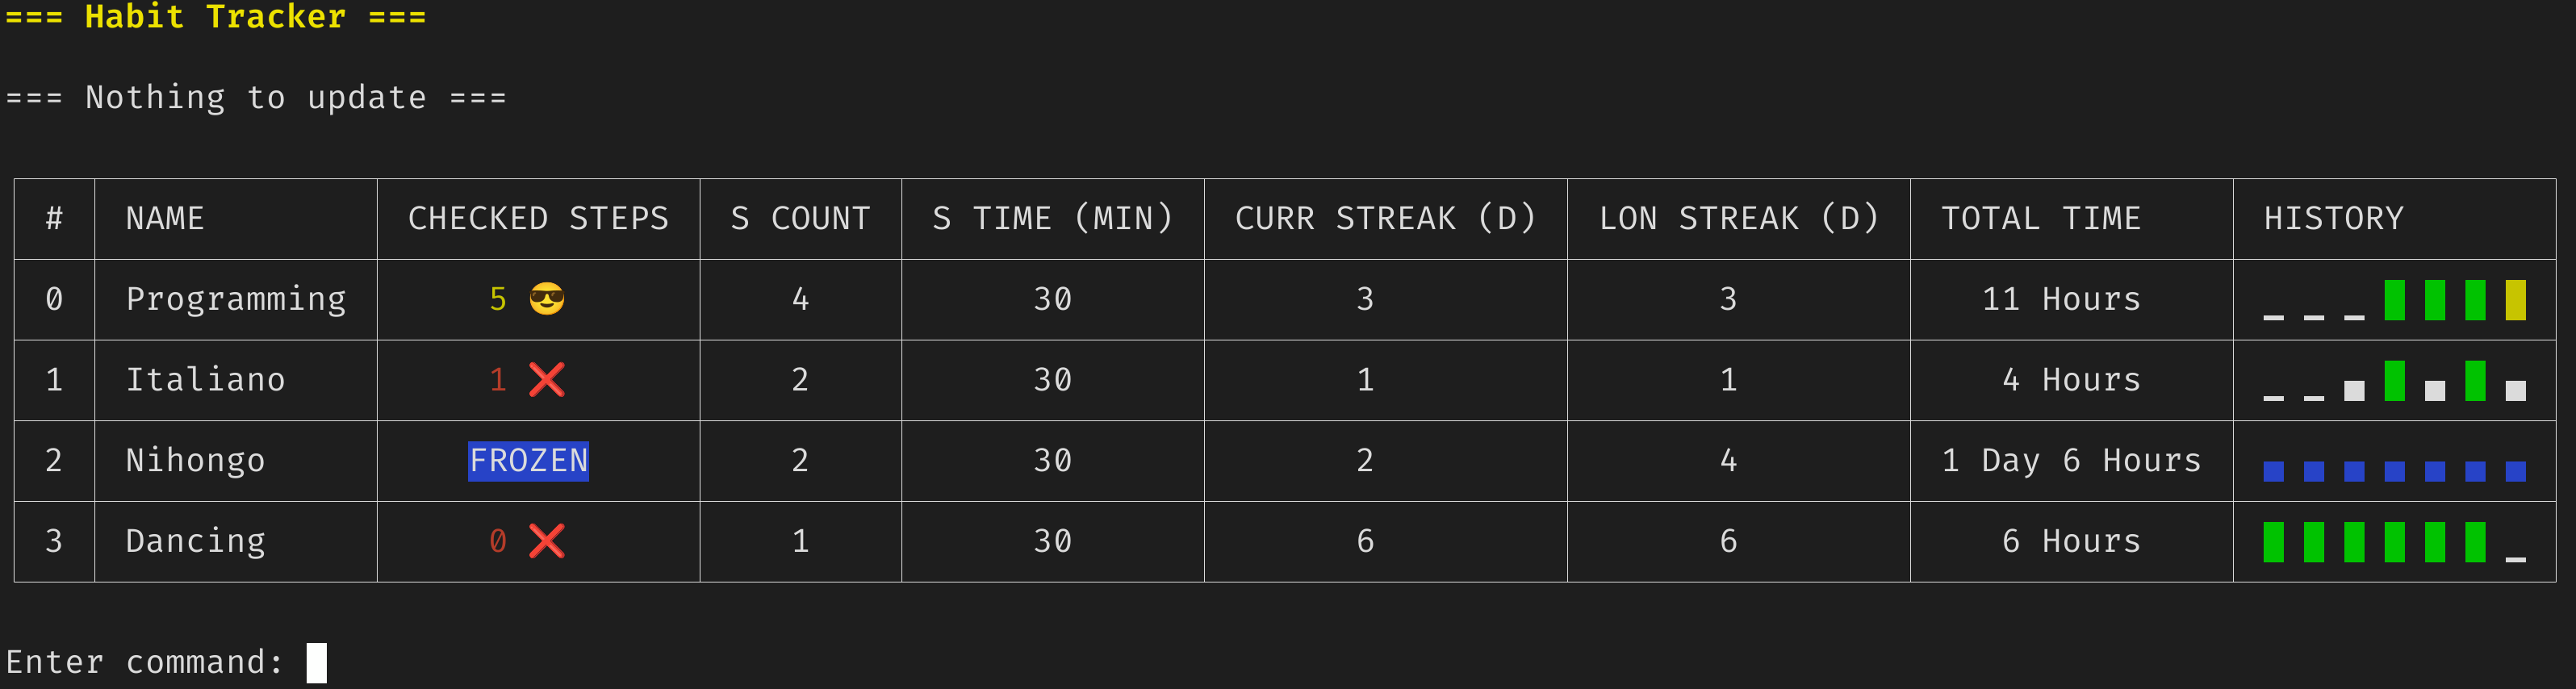 === Habit Tracker ===
=== Nothing to update ===
# NAME CHECKED STEPS S COUNT S TIME (MIN) CURR STREAK (D) LON STREAK (D) TOTAL TIME HISTORY
0 Programming 5 😎 4 30 3 3 11 Hours
1 Italiano 1 ❌ 2 30 1 1 4 Hours
2 Nihongo FROZEN 2 30 2 4 1 Day 6 Hours
3 Dancing 0 ❌ 1 30 6 6 6 Hours
Enter command: